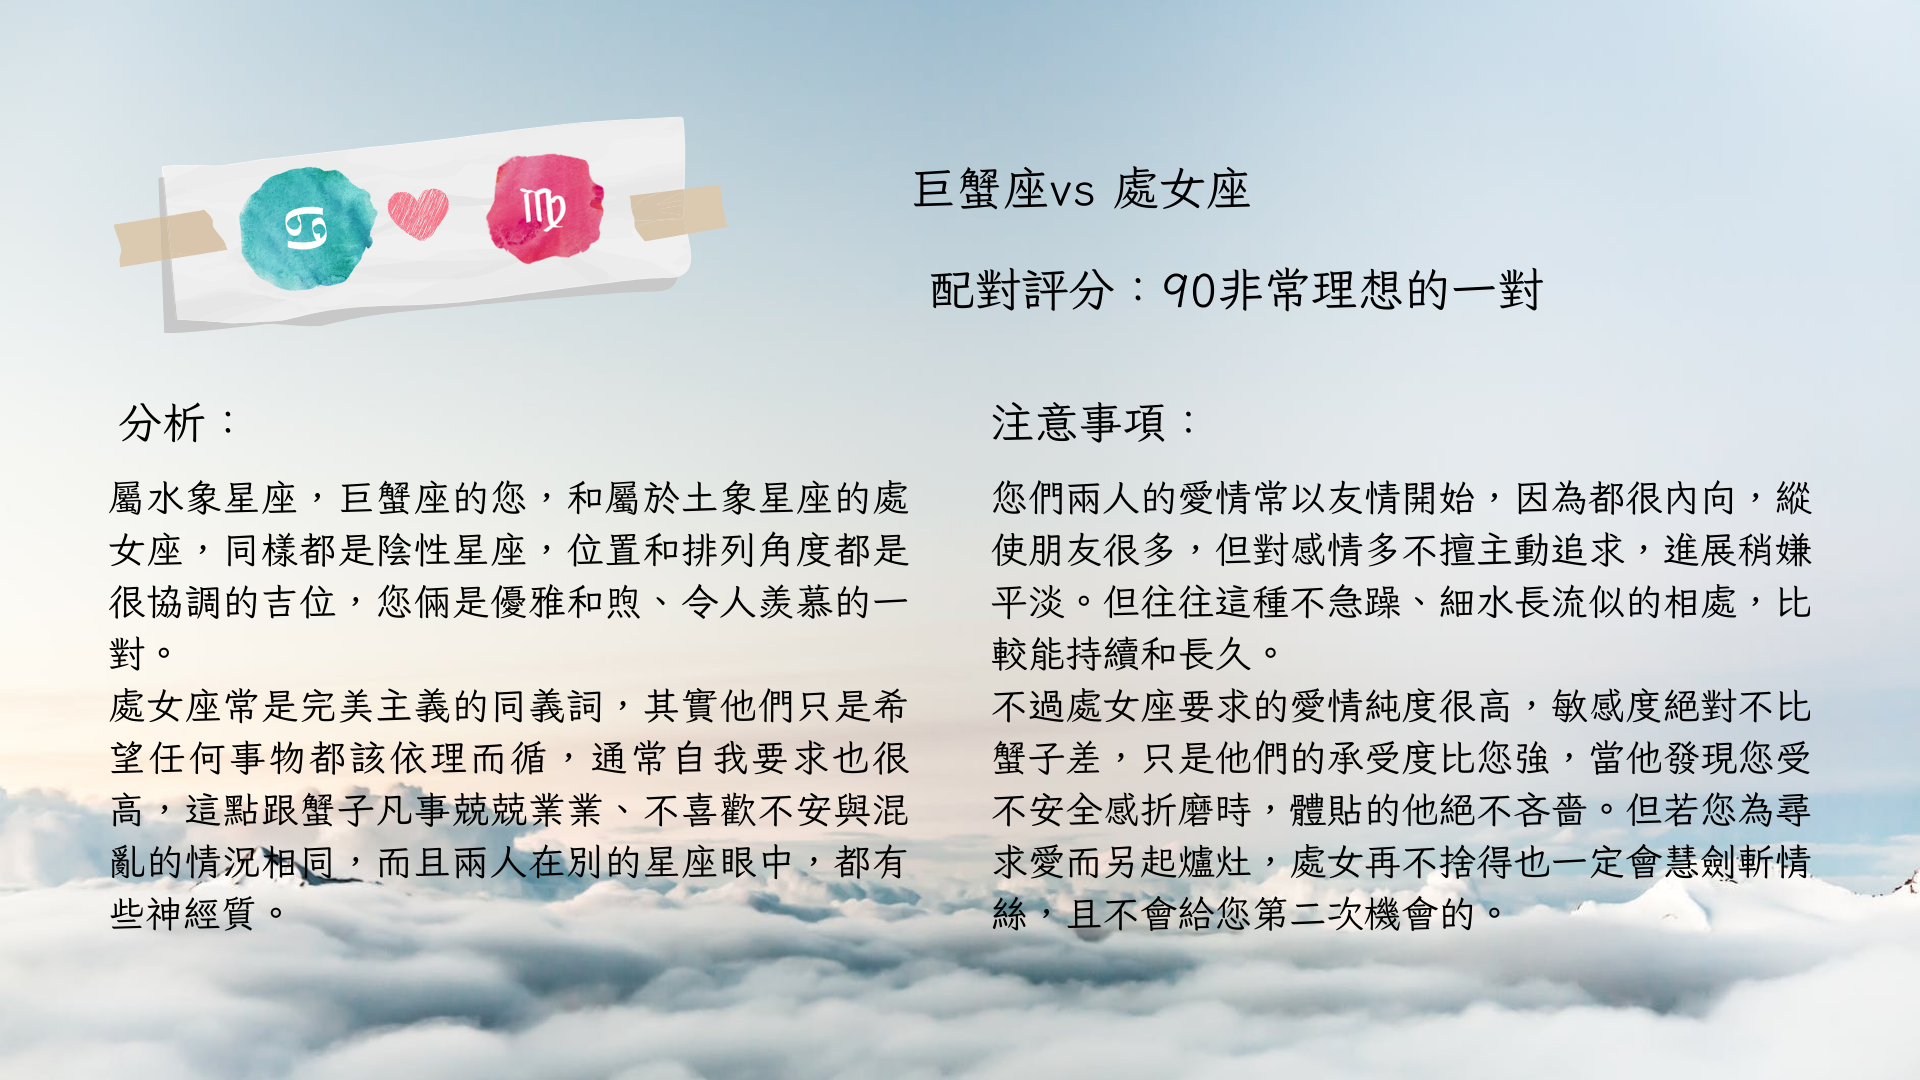 巨蟹座vs 處女座
配對評分：90非常理想的一對
分析：
屬水象星座，巨蟹座的您，和屬於土象星座的處
女座，同樣都是陰性星座，位置和排列角度都是
很協調的吉位，您倆是優雅和煦、令人羨慕的一
對。
處女座常是完美主義的同義詞，其實他們只是希
望任何事物都該依理而循，通常自我要求也很
高，這點跟蟹子凡事兢兢業業、不喜歡不安與混
亂的情況相同，而且兩人在別的星座眼中，都有
些神經質。
注意事項：
您們兩人的愛情常以友情開始，因為都很內向，縱
使朋友很多，但對感情多不擅主動追求，進展稍嫌
平淡。但往往這種不急躁、細水長流似的相處，比
較能持續和長久。
不過處女座要求的愛情純度很高，敏感度絕對不比
蟹子差，只是他們的承受度比您強，當他發現您受
不安全感折磨時，體貼的他絕不吝嗇。但若您為尋
求愛而另起爐灶，處女再不捨得也一定會慧劍斬情
絲，且不會給您第二次機會的。